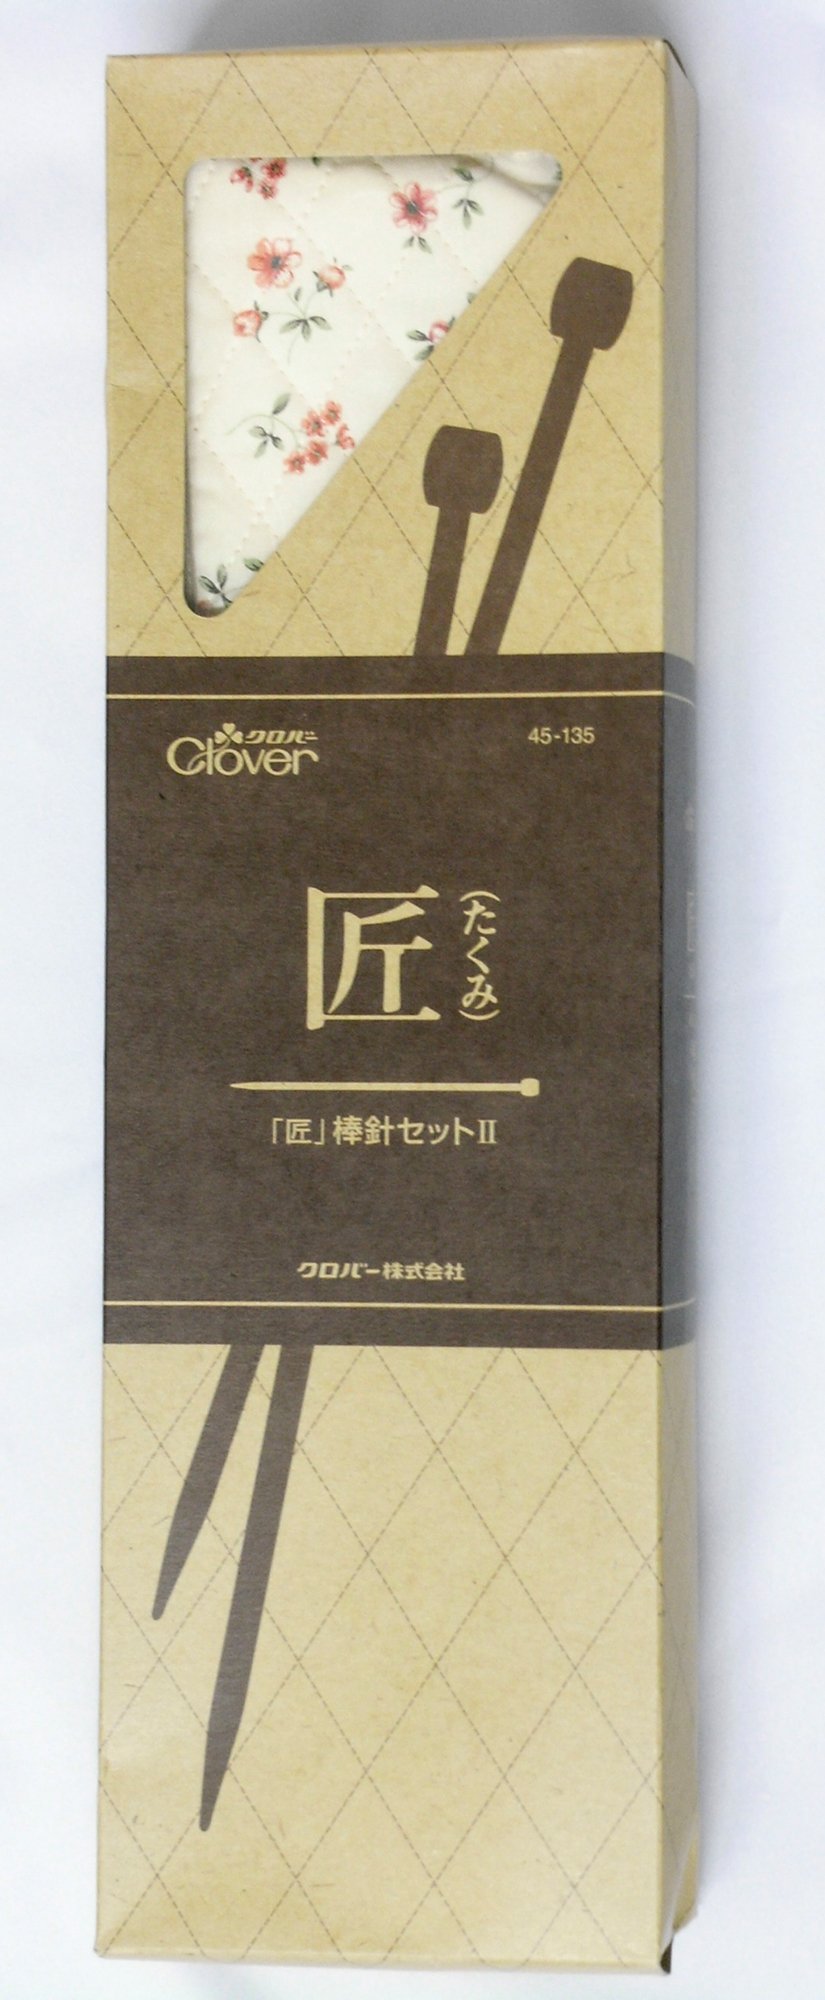 クロバー
Clover
45-135
匠
(たくみ)
「匠」棒針セットII
クロバー株式会社